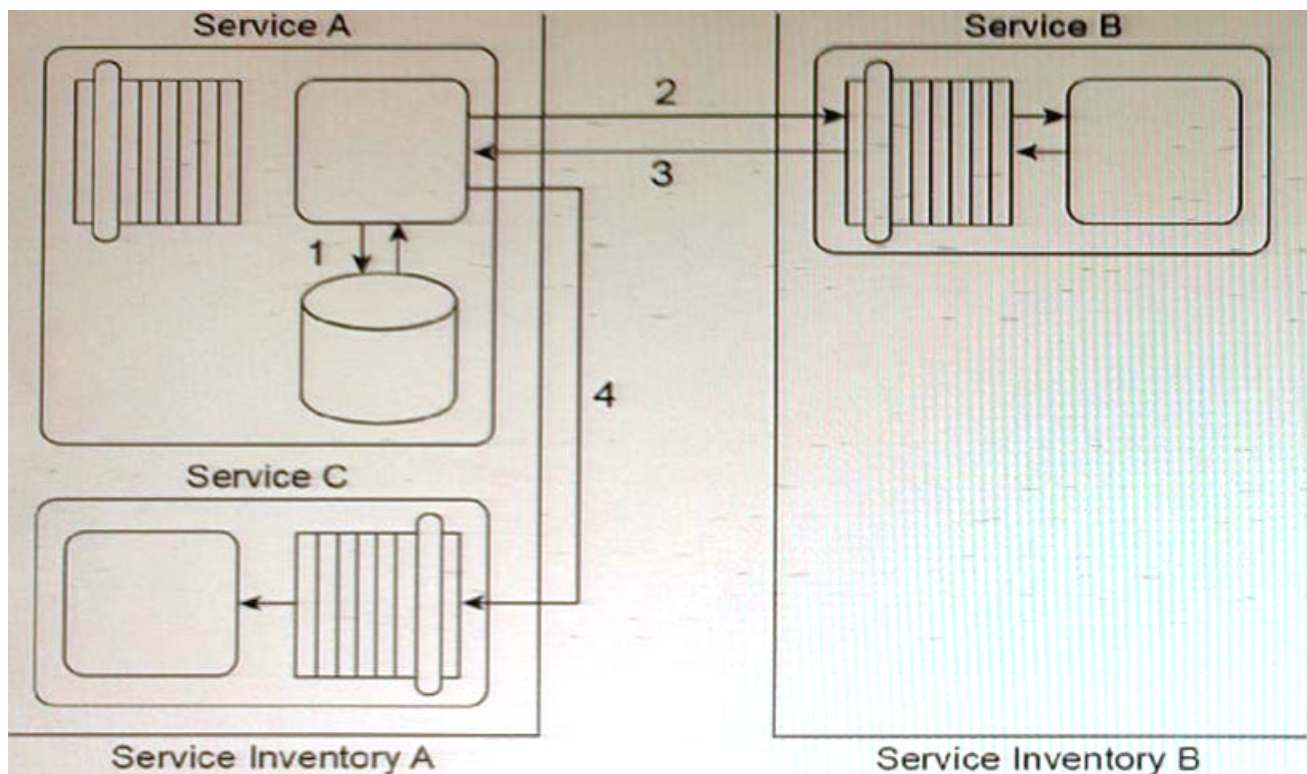 Service A
Service B
2
3
1
4
Service C
Service Inventory A
Service Inventory B